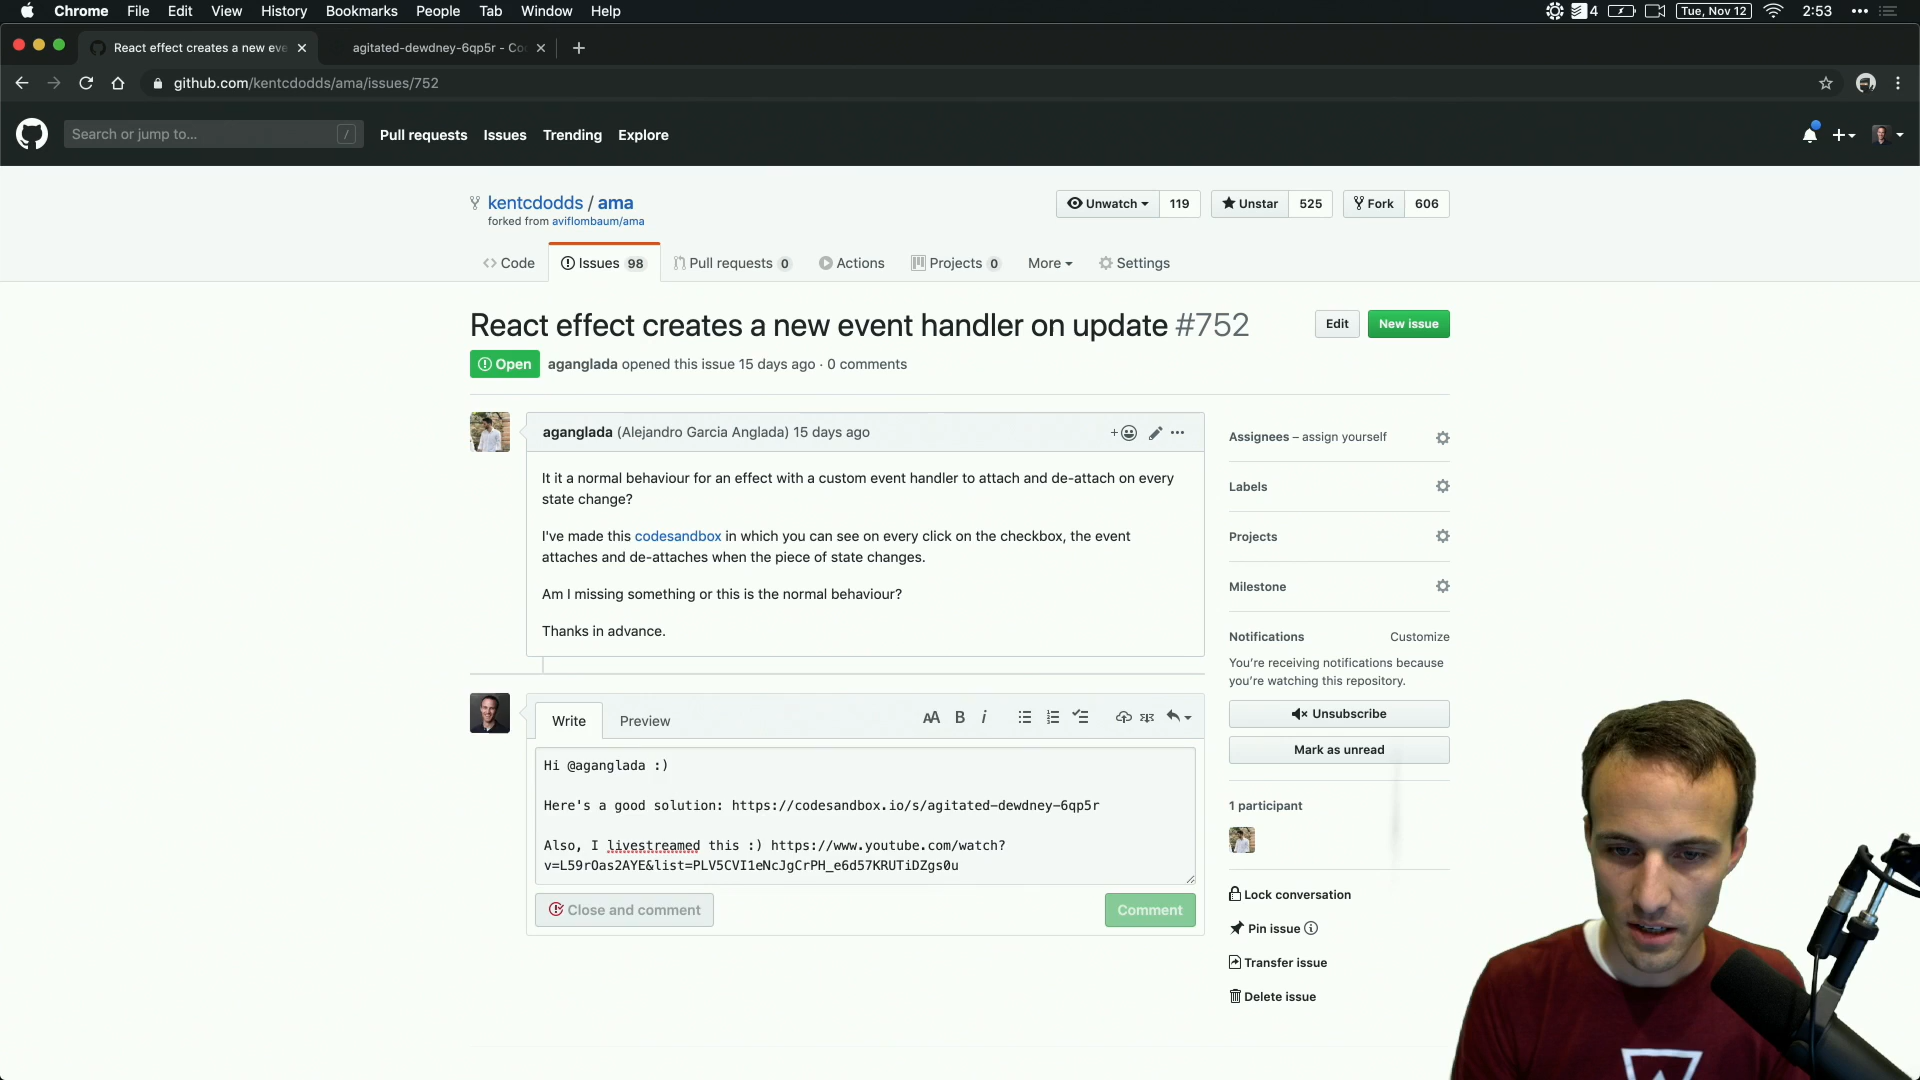 Chrome File Edit View History Bookmarks People Tab Window Help
4
Tue, Nov 12
2:53
React effect creates a new eve
agitated-dewdney-6qp5r - Co
github.com/kentcdodds/ama/issues/752
Search or jump to...
/
Pull requests Issues Trending Explore
kentcdodds / ama
forked from aviflombaum/ama
Unwatch 119
Unstar 525
Fork 606
Code
Issues 98
Pull requests 0
Actions
Projects 0
More
Settings
React effect creates a new event handler on update #752
Edit
New issue
Open
aganglada opened this issue 15 days ago · 0 comments
aganglada (Alejandro Garcia Anglada) 15 days ago
It it a normal behaviour for an effect with a custom event handler to attach and de-attach on every
state change?
I've made this codesandbox in which you can see on every click on the checkbox, the event
attaches and de-attaches when the piece of state changes.
Am I missing something or this is the normal behaviour?
Thanks in advance.
Write
Preview
AA B i
Hi @aganglada :)
Here's a good solution: https://codesandbox.io/s/agitated-dewdney-6qp5r
Also, I livestreamed this :) https://www.youtube.com/watch?
v=L59rOas2AYE&list=PLV5CVI1eNcJgCrPH_e6d57KRUTiDZgs0u
Close and comment
Comment
Assignees – assign yourself
Labels
Projects
Milestone
Notifications
Customize
You're receiving notifications because
you're watching this repository.
Unsubscribe
Mark as unread
1 participant
Lock conversation
Pin issue
Transfer issue
Delete issue